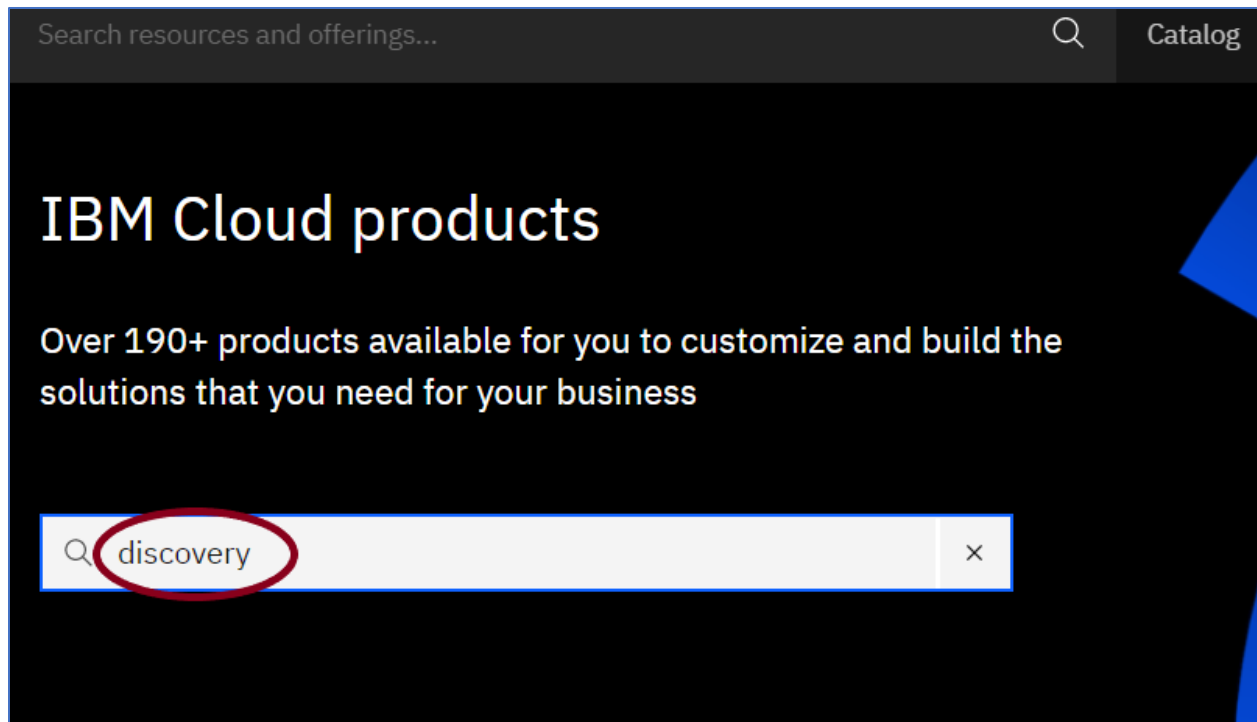 Search resources and offerings...
Catalog
IBM Cloud products
Over 190+ products available for you to customize and build the
solutions that you need for your business
discovery